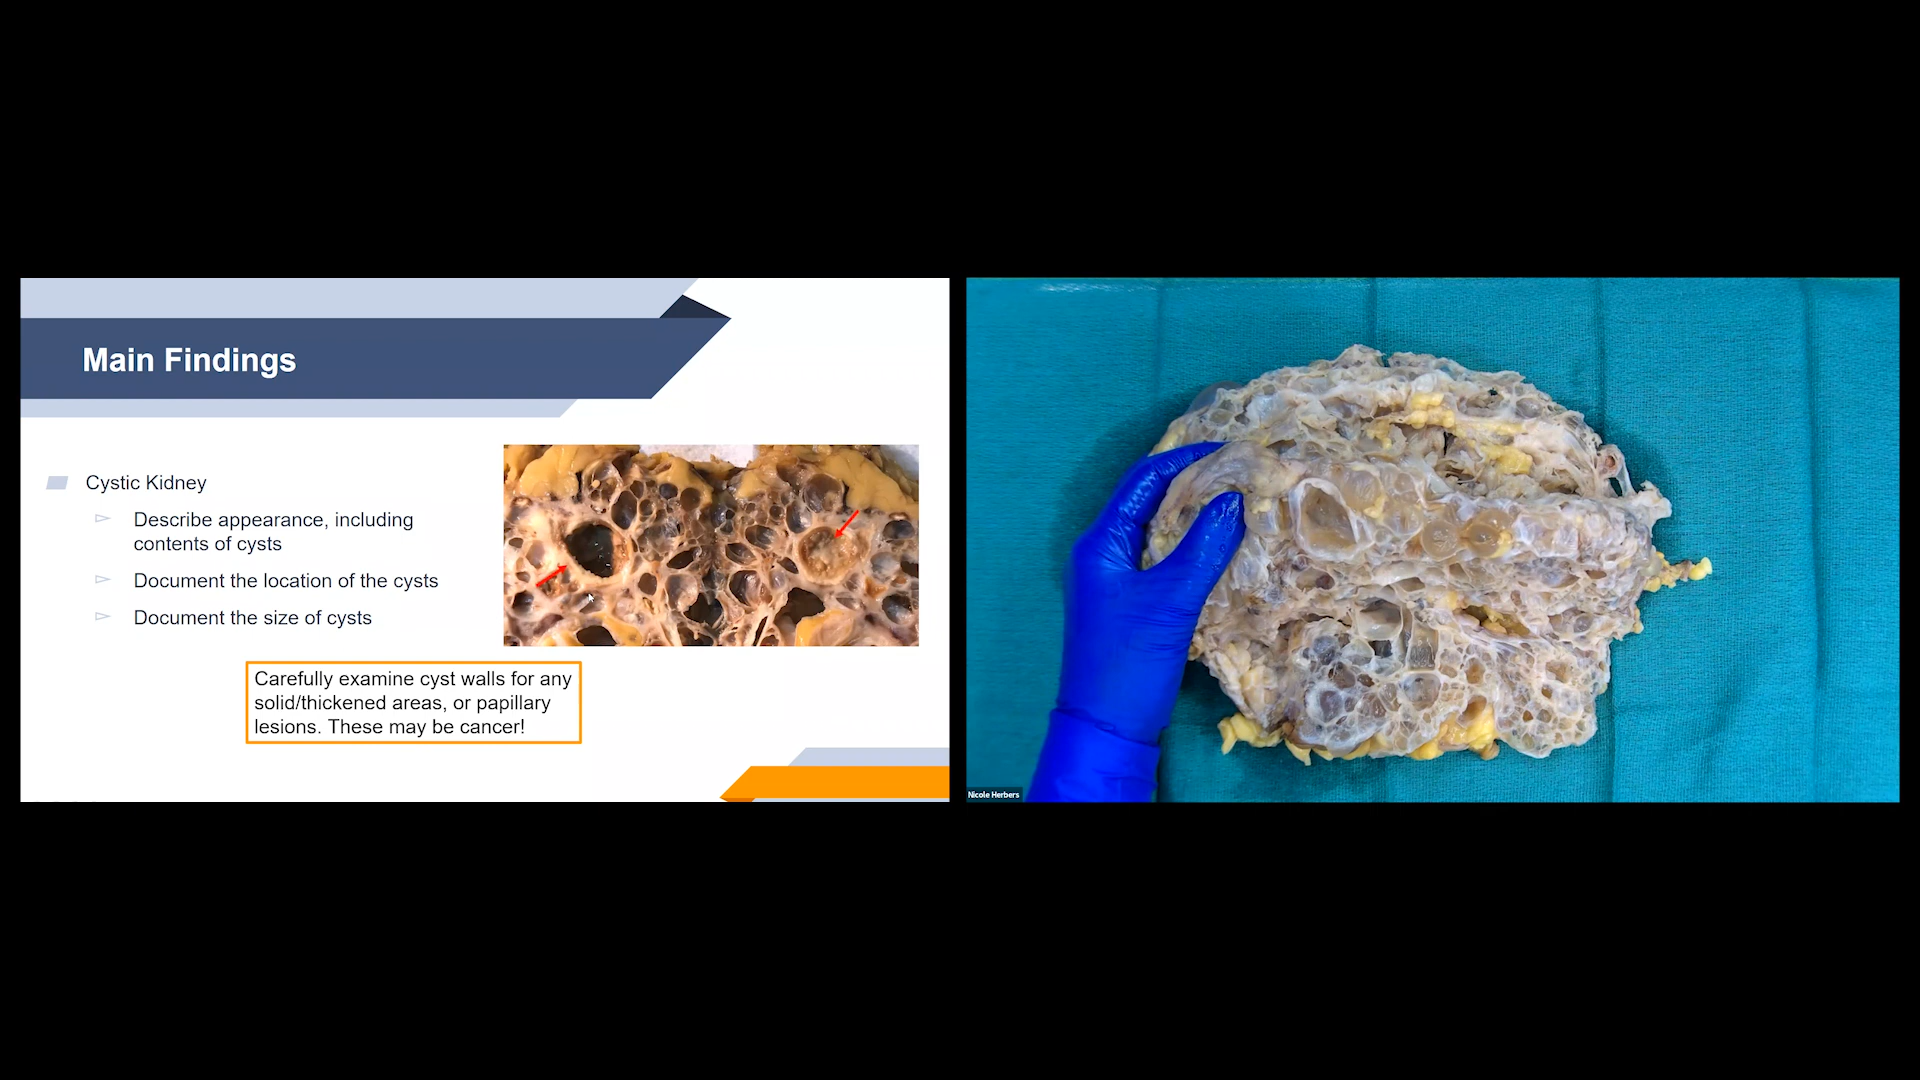 Main Findings
Cystic Kidney
Describe appearance, including
contents of cysts
Document the location of the cysts
Document the size of cysts
Carefully examine cyst walls for any
solid/thickened areas, or papillary
lesions. These may be cancer!
Nicole Herbers